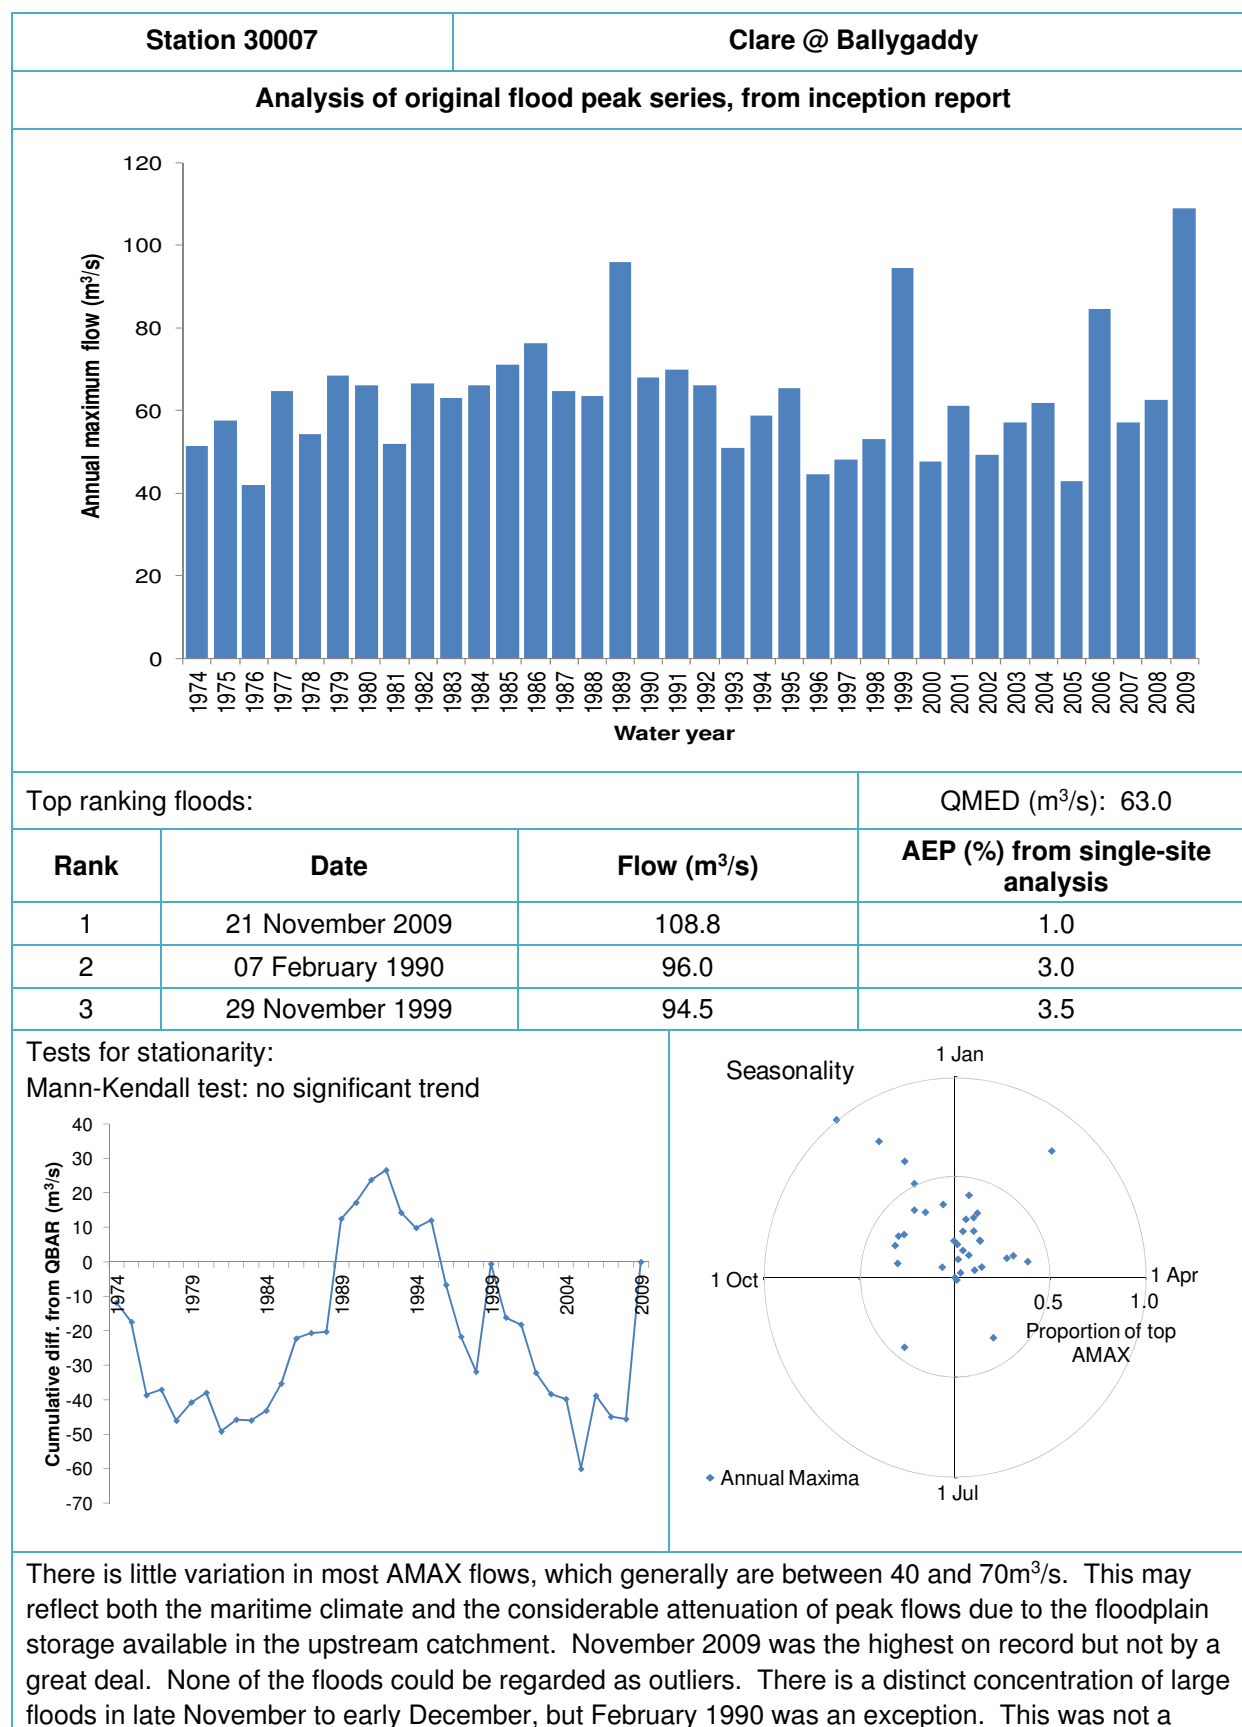 Station 30007 Clare @ Ballygaddy
Analysis of original flood peak series, from inception report
120
100
80
60
40
20
0
Annual maximum flow (m³/s)
1974 1975 1976 1977 1978 1979 1980 1981 1982 1983 1984 1985 1986 1987 1988 1989 1990 1991 1992 1993 1994 1995 1996 1997 1998 1999 2000 2001 2002 2003 2004 2005 2006 2007 2008 2009
Water year
Top ranking floods: QMED (m³/s): 63.0
Rank Date Flow (m³/s) AEP (%) from single-site
analysis
1 21 November 2009 108.8 1.0
2 07 February 1990 96.0 3.0
3 29 November 1999 94.5 3.5
Tests for stationarity:
Mann-Kendall test: no significant trend
40
30
20
10
0
-10
-20
-30
-40
-50
-60
-70
Cumulative diff. from QBAR (m³/s)
1974 1979 1984 1989 1994 1999 2004 2009
Seasonality
1 Jan
1 Oct
1 Apr
0.5 1.0
Proportion of top
AMAX
Annual Maxima
1 Jul
There is little variation in most AMAX flows, which generally are between 40 and 70m³/s. This may
reflect both the maritime climate and the considerable attenuation of peak flows due to the floodplain
storage available in the upstream catchment. November 2009 was the highest on record but not by a
great deal. None of the floods could be regarded as outliers. There is a distinct concentration of large
floods in late November to early December, but February 1990 was an exception. This was not a